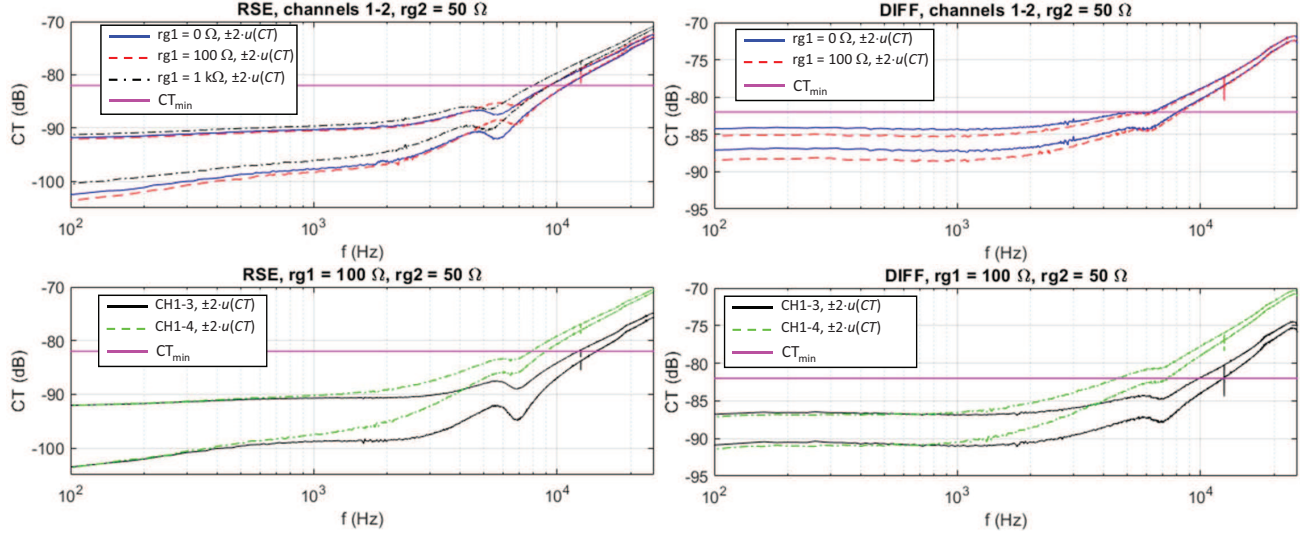 RSE, channels 1-2, rg2 = 50 Ω
-70
-80
-90
-100
CT (dB)
rg1 = 0 Ω, ±2·u(CT)
rg1 = 100 Ω, ±2·u(CT)
rg1 = 1 kΩ, ±2·u(CT)
CTmin
10²
10³
10⁴
f (Hz)
DIFF, channels 1-2, rg2 = 50 Ω
-70
-75
-80
-85
-90
-95
CT (dB)
rg1 = 0 Ω, ±2·u(CT)
rg1 = 100 Ω, ±2·u(CT)
CTmin
10²
10³
10⁴
f (Hz)
RSE, rg1 = 100 Ω, rg2 = 50 Ω
-70
-80
-90
-100
CT (dB)
CH1-3, ±2·u(CT)
CH1-4, ±2·u(CT)
CTmin
10²
10³
10⁴
f (Hz)
DIFF, rg1 = 100 Ω, rg2 = 50 Ω
-70
-75
-80
-85
-90
-95
CT (dB)
CH1-3, ±2·u(CT)
CH1-4, ±2·u(CT)
CTmin
10²
10³
10⁴
f (Hz)